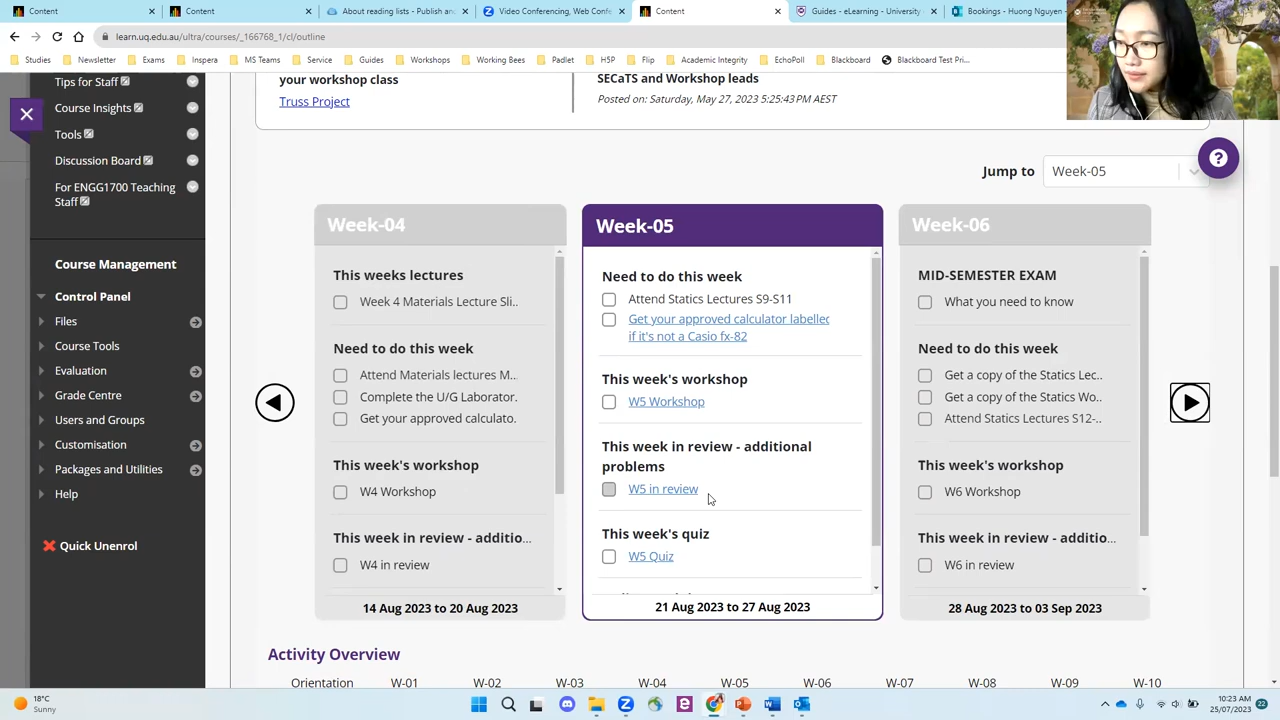 Content
Content
About reading lists - Publish and
Video Conferencing, Web Confe
Content
Guides - eLearning - University
Bookings - Huong Nguyen
learn.uq.edu.au/ultra/courses/_166768_1/cl/outline
Studies
Newsletter
Exams
Inspera
MS Teams
Service
Guides
Workshops
Working Bees
Padlet
H5P
Flip
Academic Integrity
EchoPoll
Blackboard
Blackboard Test Pri...
Tips for Staff
Course Insights
Tools
Discussion Board
For ENGG1700 Teaching
Staff
Course Management
Control Panel
Files
Course Tools
Evaluation
Grade Centre
Users and Groups
Customisation
Packages and Utilities
Help
Quick Unenrol
your workshop class
Truss Project
SECaTS and Workshop leads
Posted on: Saturday, May 27, 2023 5:25:43 PM AEST
Jump to
Week-05
?
Week-04
This weeks lectures
Week 4 Materials Lecture Sli..
Need to do this week
Attend Materials lectures M..
Complete the U/G Laborator.
Get your approved calculato.
This week's workshop
W4 Workshop
This week in review - additio...
W4 in review
14 Aug 2023 to 20 Aug 2023
Week-05
Need to do this week
Attend Statics Lectures S9-S11
Get your approved calculator labelled
if it's not a Casio fx-82
This week's workshop
W5 Workshop
This week in review - additional
problems
W5 in review
This week's quiz
W5 Quiz
21 Aug 2023 to 27 Aug 2023
Week-06
MID-SEMESTER EXAM
What you need to know
Need to do this week
Get a copy of the Statics Lec..
Get a copy of the Statics Wo..
Attend Statics Lectures S12-..
This week's workshop
W6 Workshop
This week in review - additio...
W6 in review
28 Aug 2023 to 03 Sep 2023
Activity Overview
Orientation W-01 W-02 W-03 W-04 W-05 W-06 W-07 W-08 W-09 W-10
18°C
Sunny
10:23 AM
25/07/2023
22